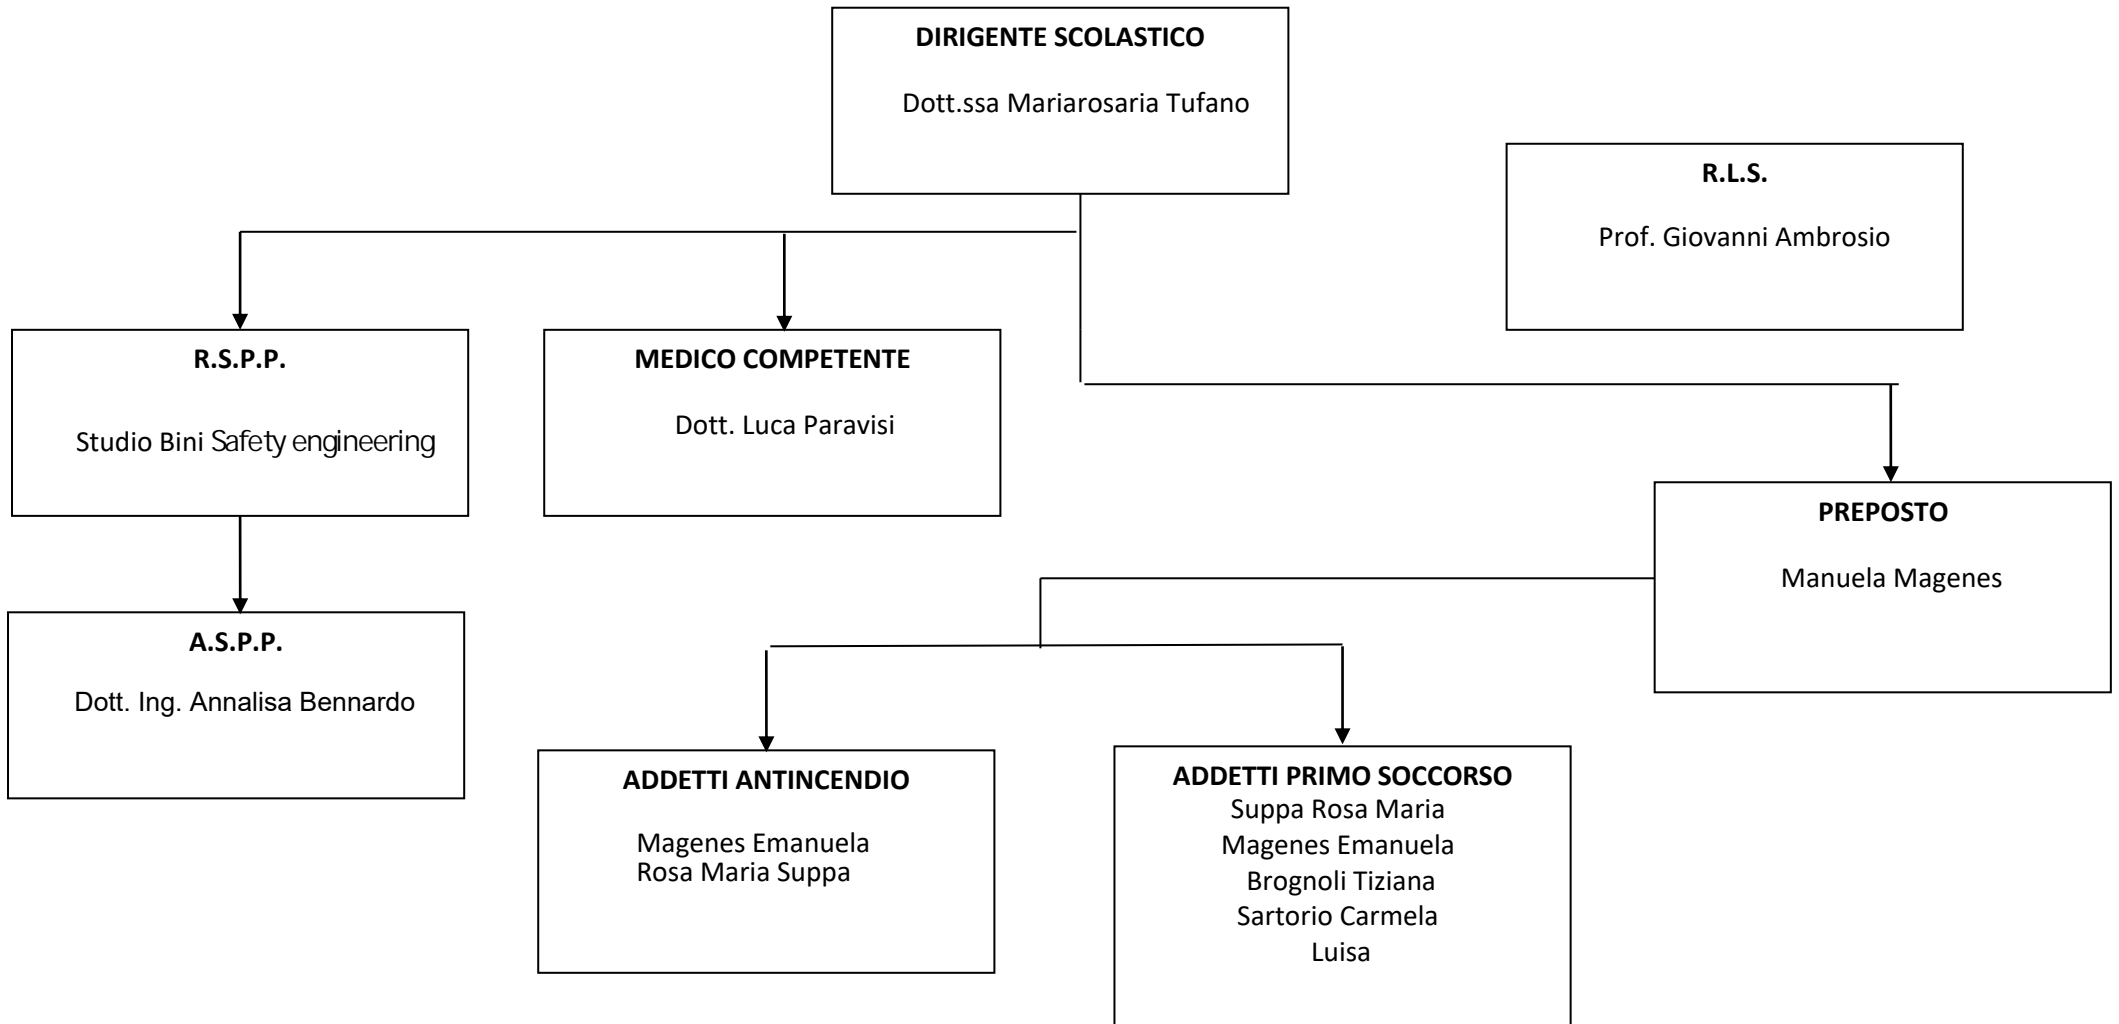 DIRIGENTE SCOLASTICO
Dott.ssa Mariarosaria Tufano
R.L.S.
Prof. Giovanni Ambrosio
R.S.P.P.
Studio Bini Safety engineering
MEDICO COMPETENTE
Dott. Luca Paravisi
PREPOSTO
Manuela Magenes
A.S.P.P.
Dott. Ing. Annalisa Bennardo
ADDETTI ANTINCENDIO
Magenes Emanuela
Rosa Maria Suppa
ADDETTI PRIMO SOCCORSO
Suppa Rosa Maria
Magenes Emanuela
Brognoli Tiziana
Sartorio Carmela
Luisa